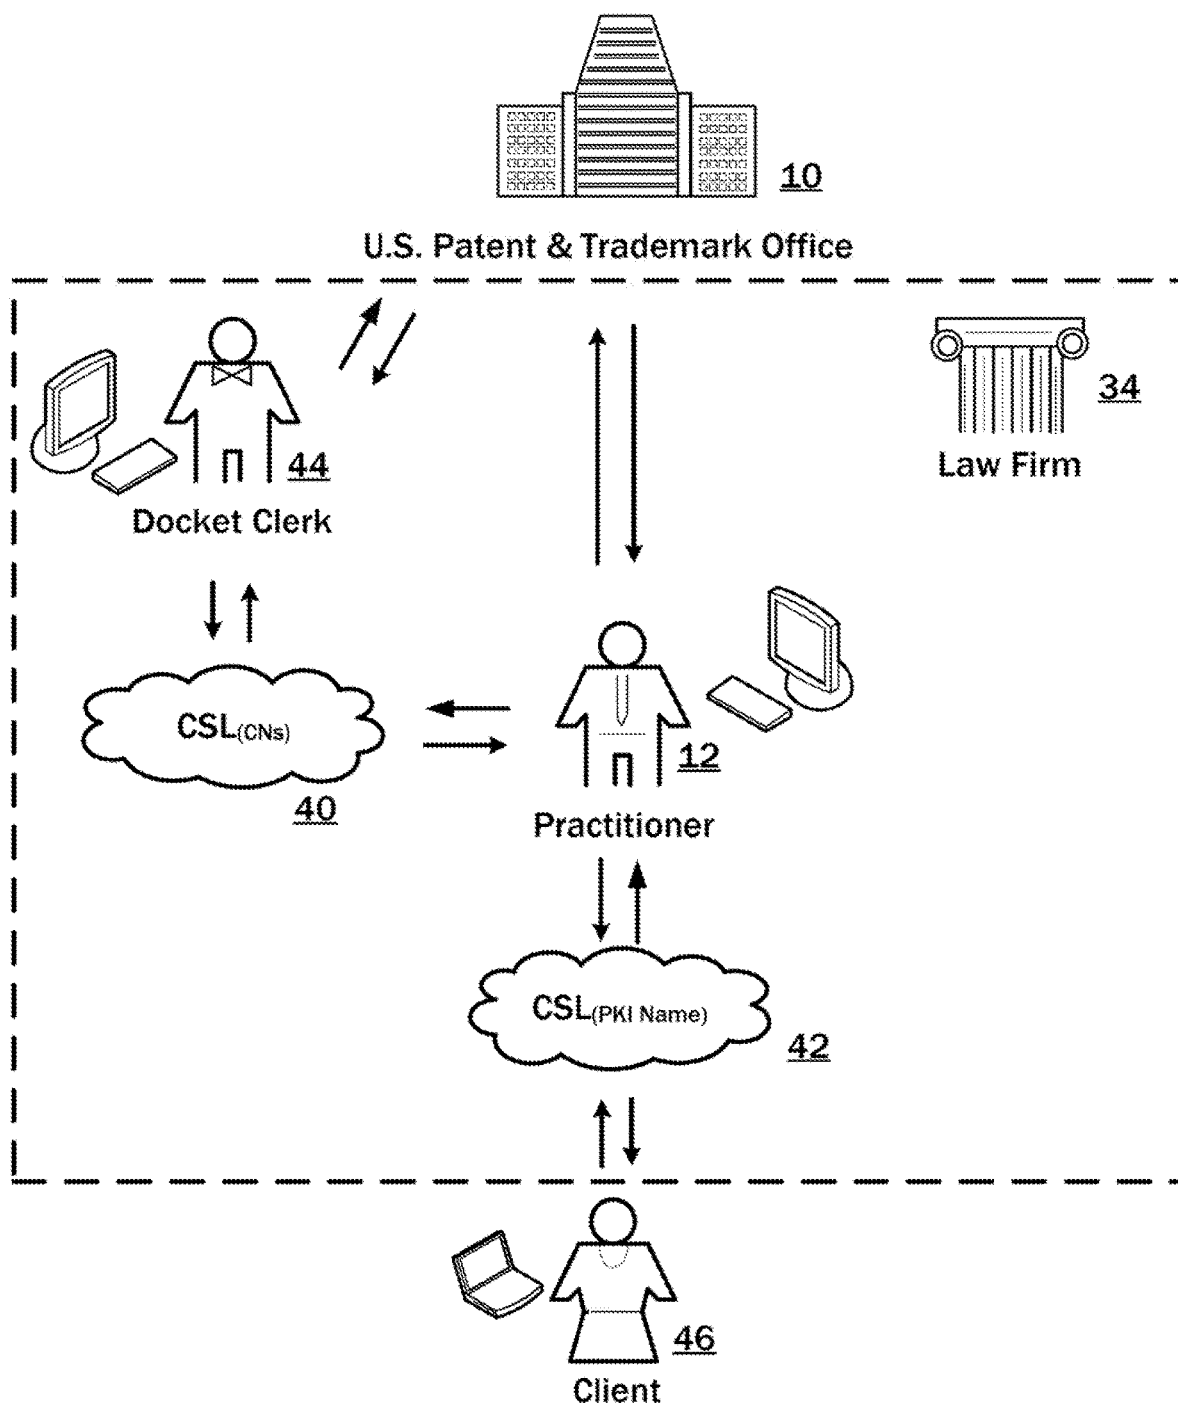 10
U.S. Patent & Trademark Office
34
Law Firm
44
Docket Clerk
CSL(CNs)
40
12
Practitioner
CSL(PKI Name)
42
46
Client